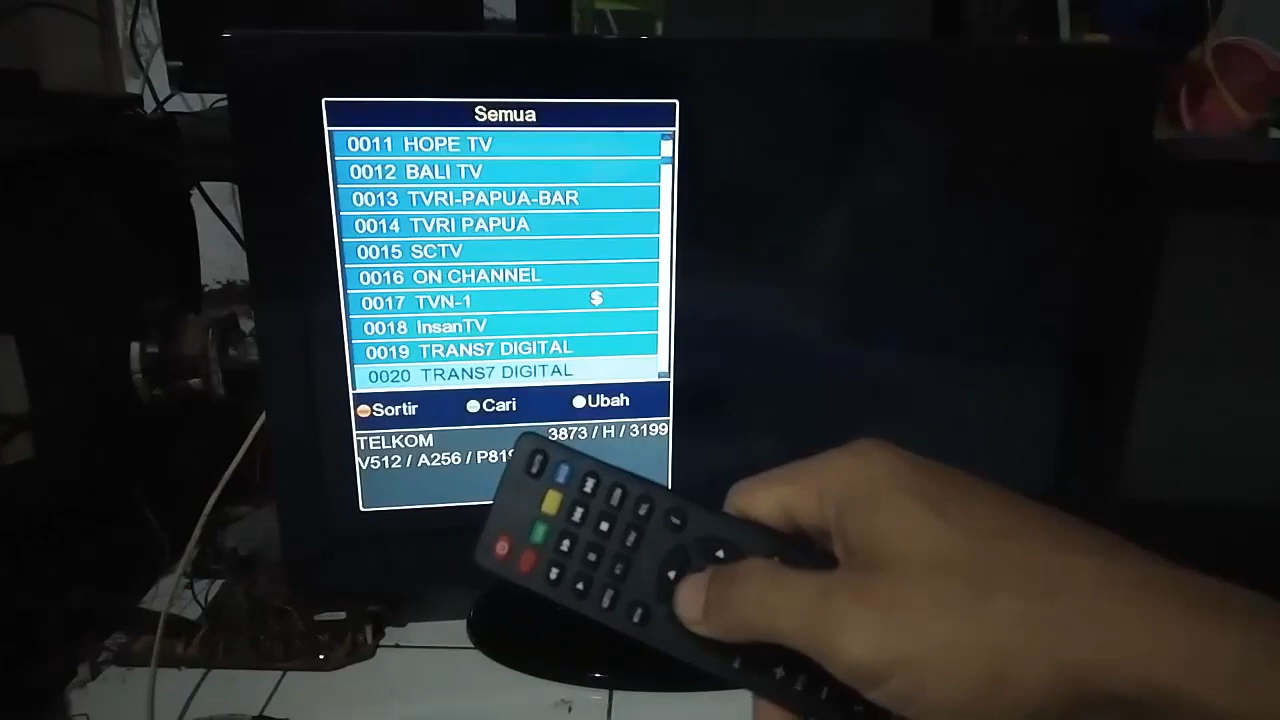 Semua
0011 HOPE TV
0012 BALI TV
0013 TVRI-PAPUA-BAR
0014 TVRI PAPUA
0015 SCTV
0016 ON CHANNEL
0017 TVN-1 $
0018 InsanTV
0019 TRANS7 DIGITAL
0020 TRANS7 DIGITAL
Sortir Cari Ubah
TELKOM 3873 / H / 3199
V512 / A256 / P819